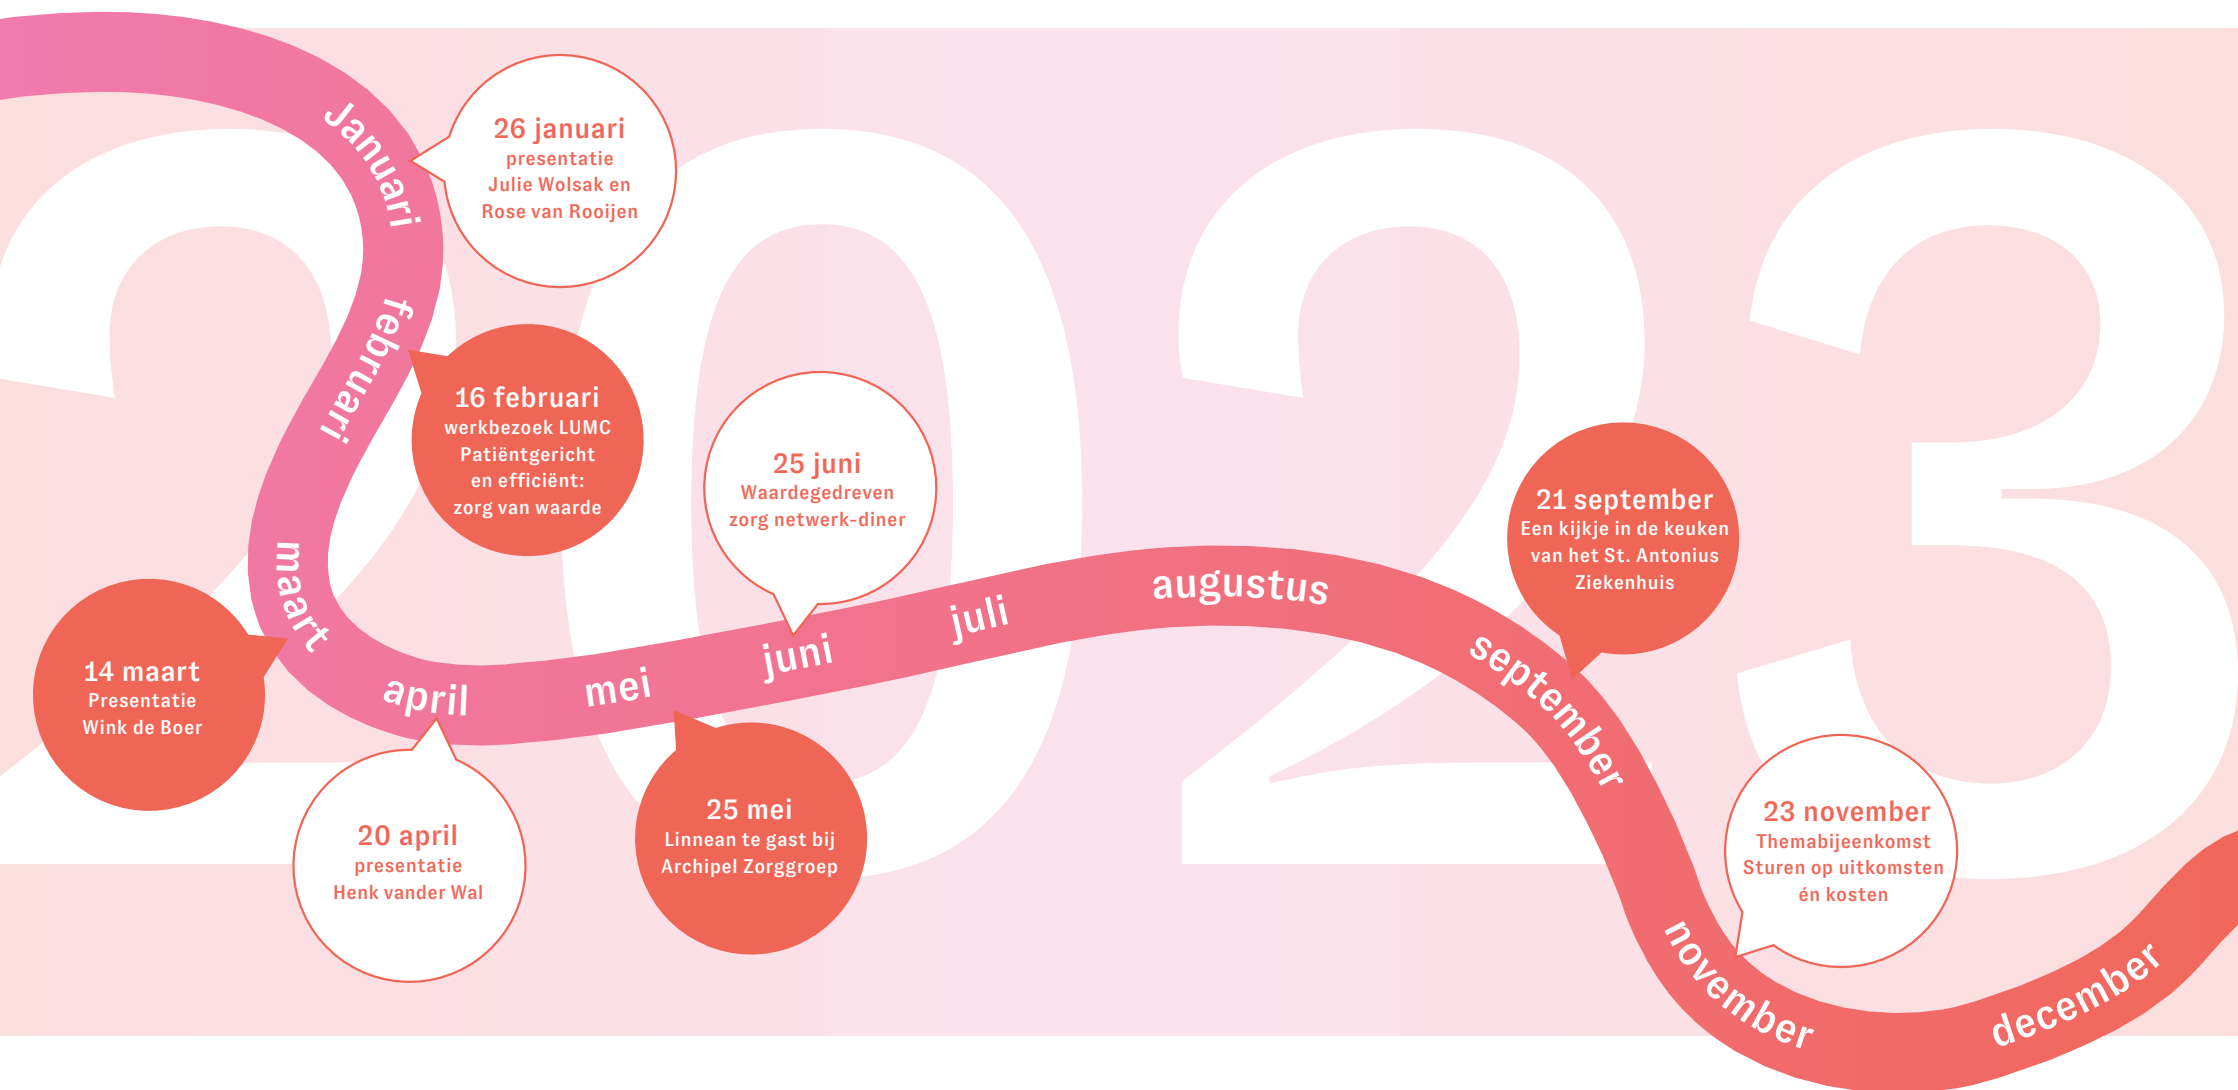 2023
Januari
26 januari
presentatie
Julie Wolsak en
Rose van Rooijen
februari
16 februari
werkbezoek LUMC
Patiëntgericht
en efficiënt:
zorg van waarde
maart
14 maart
Presentatie
Wink de Boer
april
20 april
presentatie
Henk vander Wal
mei
25 mei
Linnean te gast bij
Archipel Zorggroep
juni
25 juni
Waardegedreven
zorg netwerk-diner
juli
augustus
september
21 september
Een kijkje in de keuken
van het St. Antonius
Ziekenhuis
november
23 november
Themabijeenkomst
Sturen op uitkomsten
én kosten
december